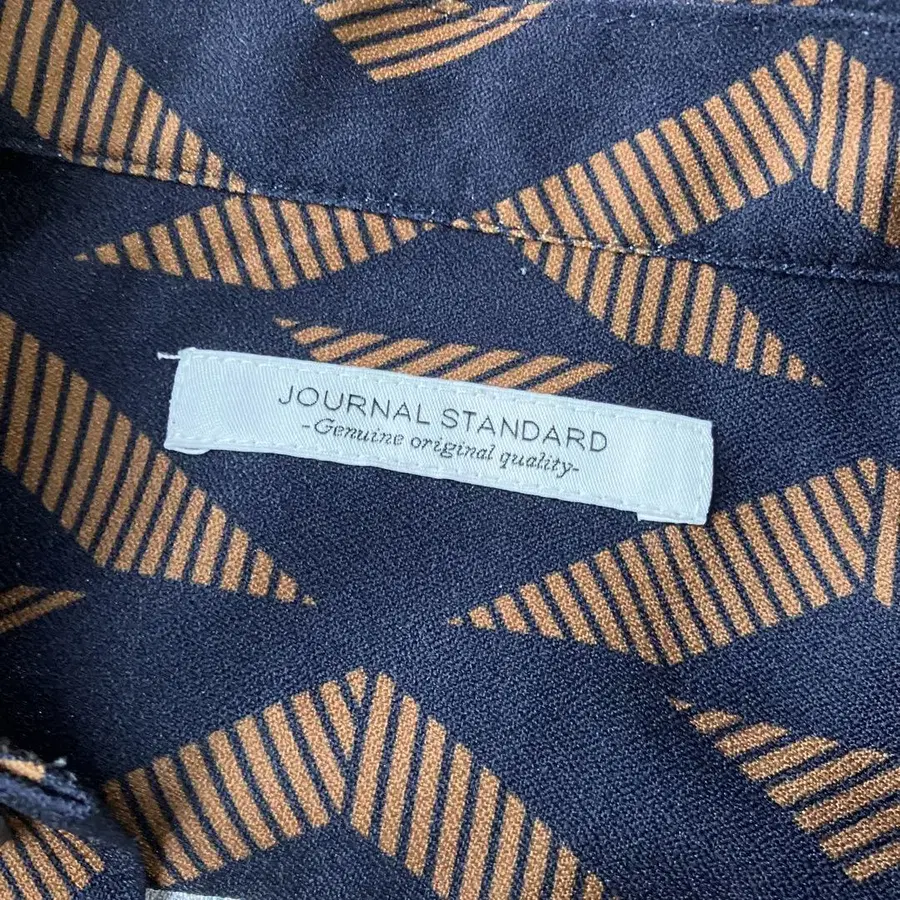 JOURNAL STANDARD
-Genuine original quality-